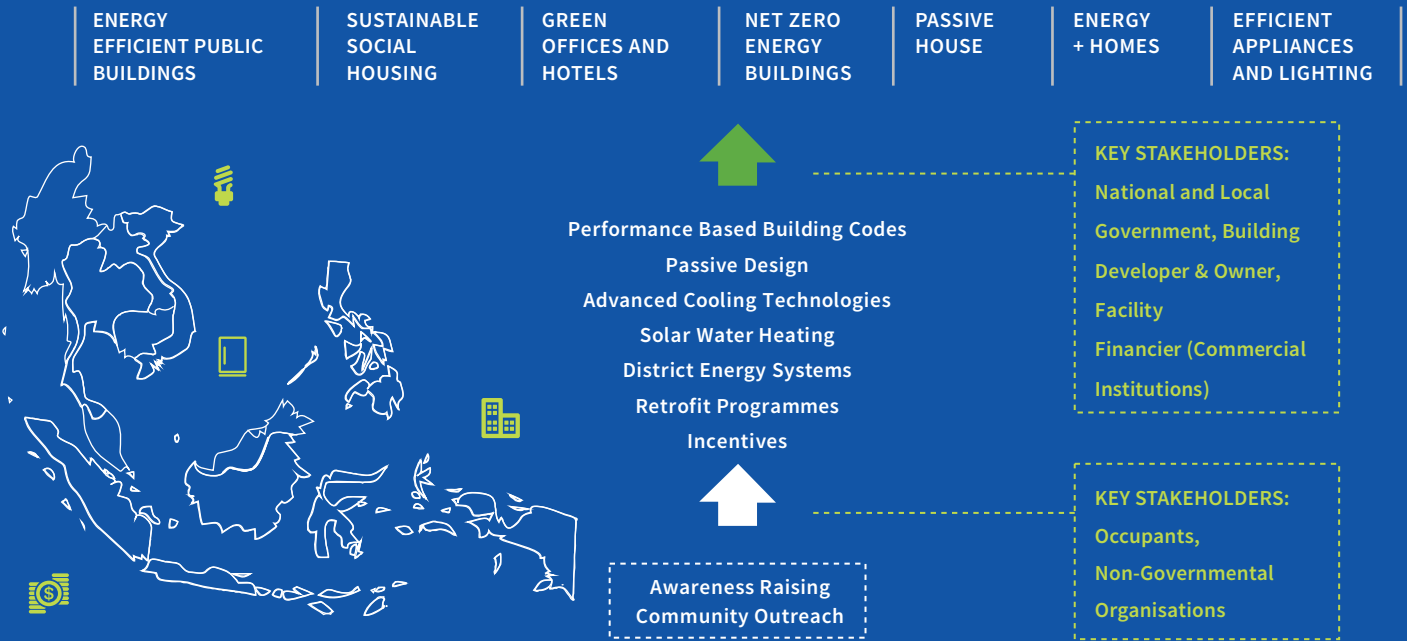 ENERGY
EFFICIENT PUBLIC
BUILDINGS
SUSTAINABLE
SOCIAL
HOUSING
GREEN
OFFICES AND
HOTELS
NET ZERO
ENERGY
BUILDINGS
PASSIVE
HOUSE
ENERGY
+ HOMES
EFFICIENT
APPLIANCES
AND LIGHTING
Performance Based Building Codes
Passive Design
Advanced Cooling Technologies
Solar Water Heating
District Energy Systems
Retrofit Programmes
Incentives
KEY STAKEHOLDERS:
National and Local
Government, Building
Developer & Owner,
Facility
Financier (Commercial
Institutions)
Awareness Raising
Community Outreach
KEY STAKEHOLDERS:
Occupants,
Non-Governmental
Organisations
$